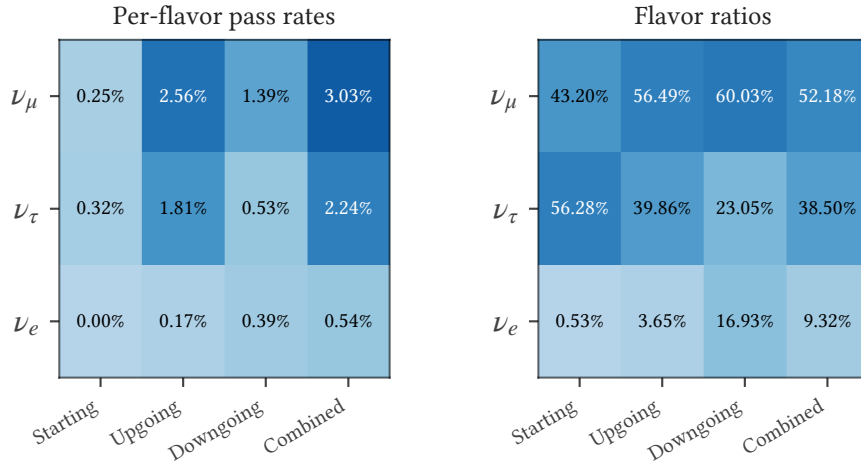 Per-flavor pass rates
ν_μ 0.25% 2.56% 1.39% 3.03%
ν_τ 0.32% 1.81% 0.53% 2.24%
ν_e 0.00% 0.17% 0.39% 0.54%
Starting Upgoing Downgoing Combined
Flavor ratios
ν_μ 43.20% 56.49% 60.03% 52.18%
ν_τ 56.28% 39.86% 23.05% 38.50%
ν_e 0.53% 3.65% 16.93% 9.32%
Starting Upgoing Downgoing Combined